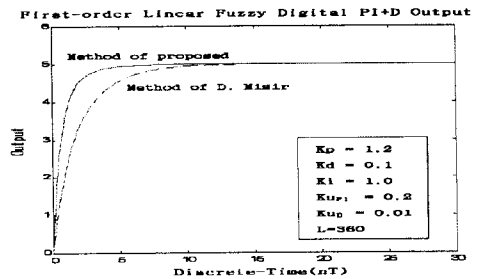 First-order Linear Fuzzy Digital PI+D Output
6
Method of proposed
5
Method of D. Misir
4
Output
3
Kp = 1.2
Kd = 0.1
2
Ki = 1.0
KuPI = 0.2
1
KuD = 0.01
L=360
0
0 5 10 15 20 25 30
Discrete-Time(nT)